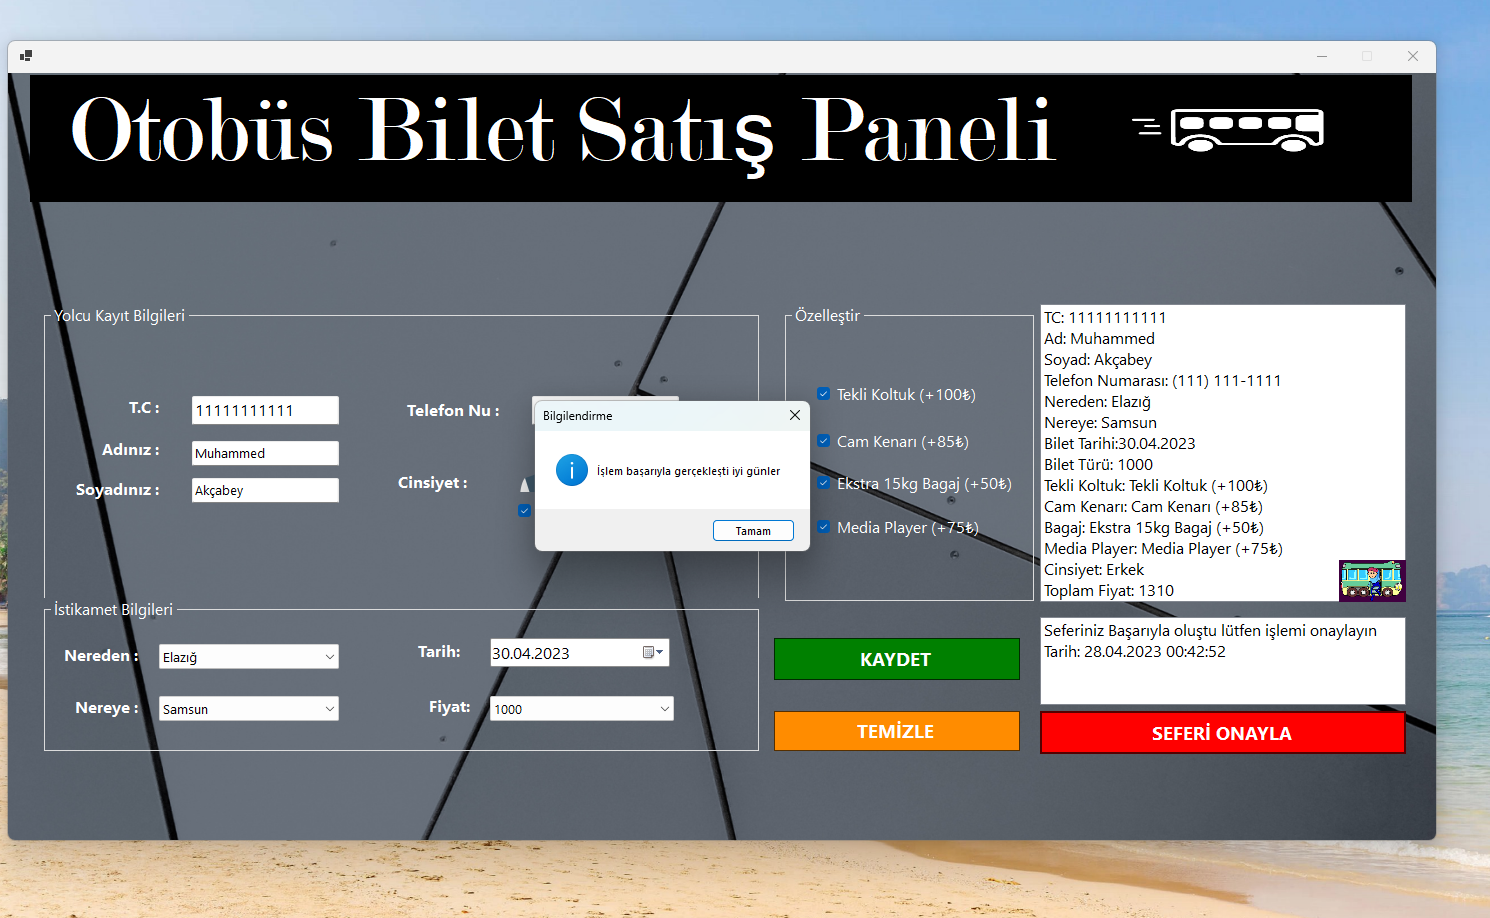 Otobüs Bilet Satış Paneli
Yolcu Kayıt Bilgileri
T.C :
11111111111
Adınız :
Muhammed
Soyadınız :
Akçabey
Telefon Nu :
Cinsiyet :
Bilgilendirme
İşlem başarıyla gerçekleşti iyi günler
Tamam
Özelleştir
Tekli Koltuk (+100₺)
Cam Kenarı (+85₺)
Ekstra 15kg Bagaj (+50₺)
Media Player (+75₺)
TC: 11111111111
Ad: Muhammed
Soyad: Akçabey
Telefon Numarası: (111) 111-1111
Nereden: Elazığ
Nereye: Samsun
Bilet Tarihi:30.04.2023
Bilet Türü: 1000
Tekli Koltuk: Tekli Koltuk (+100₺)
Cam Kenarı: Cam Kenarı (+85₺)
Bagaj: Ekstra 15kg Bagaj (+50₺)
Media Player: Media Player (+75₺)
Cinsiyet: Erkek
Toplam Fiyat: 1310
İstikamet Bilgileri
Nereden :
Elazığ
Nereye :
Samsun
Tarih:
30.04.2023
Fiyat:
1000
KAYDET
TEMİZLE
Seferiniz Başarıyla oluştu lütfen işlemi onaylayın
Tarih: 28.04.2023 00:42:52
SEFERİ ONAYLA